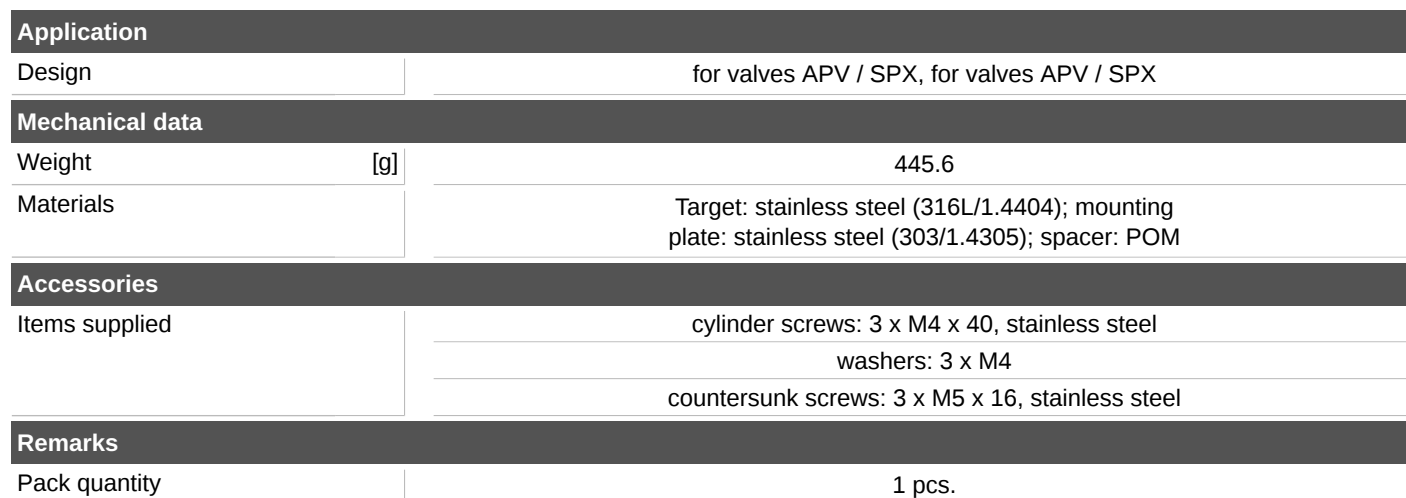 Application
Design for valves APV / SPX, for valves APV / SPX
Mechanical data
Weight [g] 445.6
Materials Target: stainless steel (316L/1.4404); mounting
plate: stainless steel (303/1.4305); spacer: POM
Accessories
Items supplied cylinder screws: 3 x M4 x 40, stainless steel
washers: 3 x M4
countersunk screws: 3 x M5 x 16, stainless steel
Remarks
Pack quantity 1 pcs.